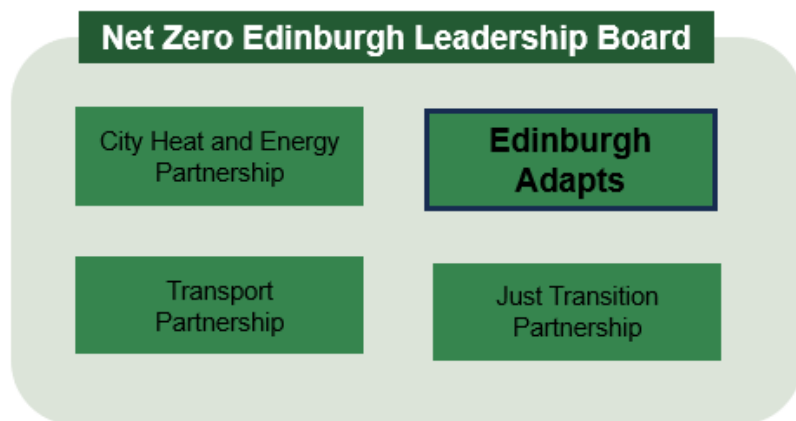 Net Zero Edinburgh Leadership Board
City Heat and Energy
Partnership
Edinburgh
Adapts
Transport
Partnership
Just Transition
Partnership